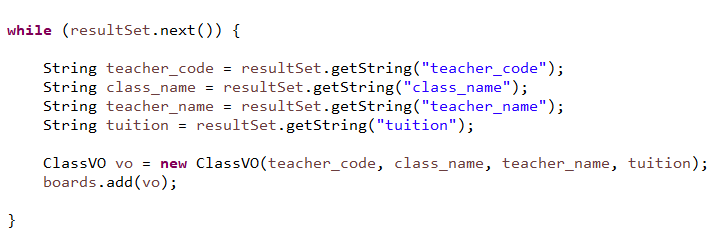 while (resultSet.next()) {
String teacher_code = resultSet.getString("teacher_code");
String class_name = resultSet.getString("class_name");
String teacher_name = resultSet.getString("teacher_name");
String tuition = resultSet.getString("tuition");
ClassVO vo = new ClassVO(teacher_code, class_name, teacher_name, tuition);
boards.add(vo);
}